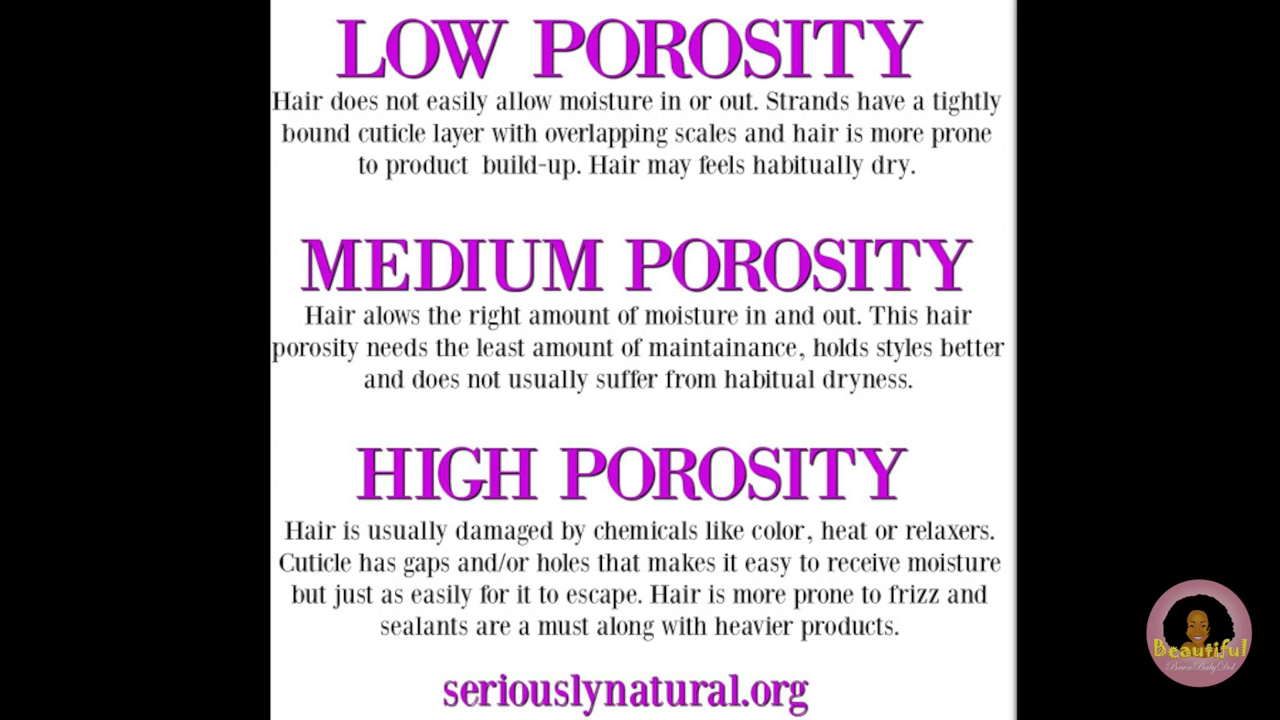 LOW POROSITY
Hair does not easily allow moisture in or out. Strands have a tightly
bound cuticle layer with overlapping scales and hair is more prone
to product build-up. Hair may feels habitually dry.
MEDIUM POROSITY
Hair alows the right amount of moisture in and out. This hair
porosity needs the least amount of maintainance, holds styles better
and does not usually suffer from habitual dryness.
HIGH POROSITY
Hair is usually damaged by chemicals like color, heat or relaxers.
Cuticle has gaps and/or holes that makes it easy to receive moisture
but just as easily for it to escape. Hair is more prone to frizz and
sealants are a must along with heavier products.
seriouslynatural.org
Beautiful
BrownBabyDol